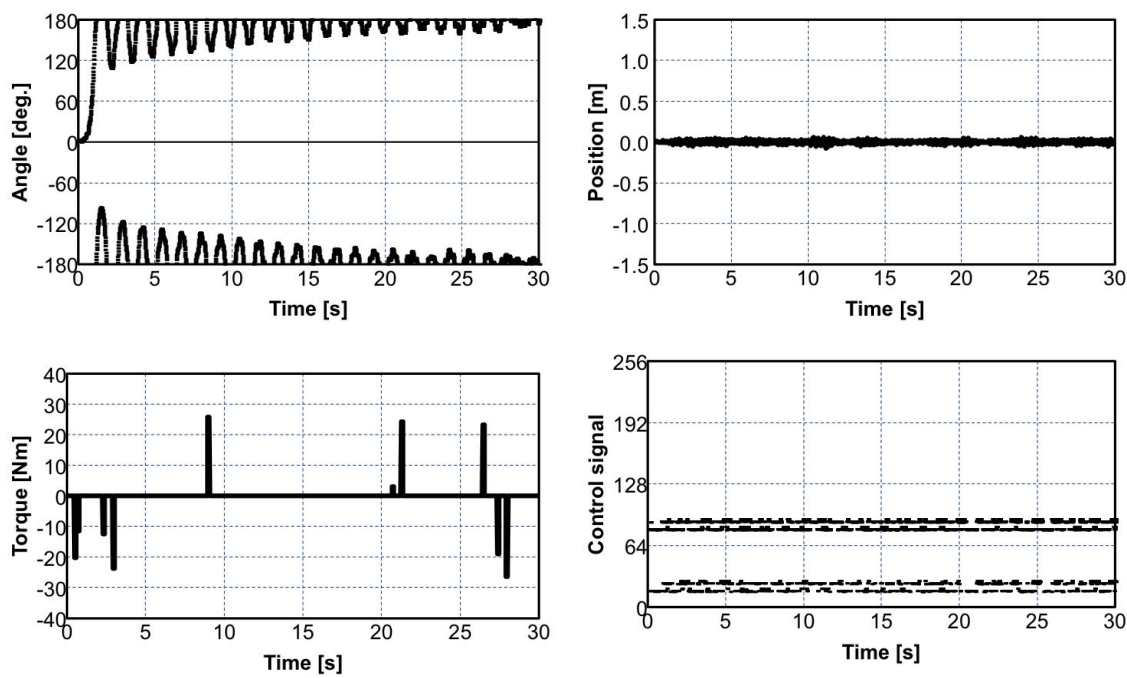 Angle [deg.]
180
120
60
0
-60
-120
-180
0 5 10 15 20 25 30
Time [s]
Position [m]
1.5
1.0
0.5
0.0
-0.5
-1.0
-1.5
0 5 10 15 20 25 30
Time [s]
Torque [Nm]
40
30
20
10
0
-10
-20
-30
-40
0 5 10 15 20 25 30
Time [s]
Control signal
256
192
128
64
0
0 5 10 15 20 25 30
Time [s]